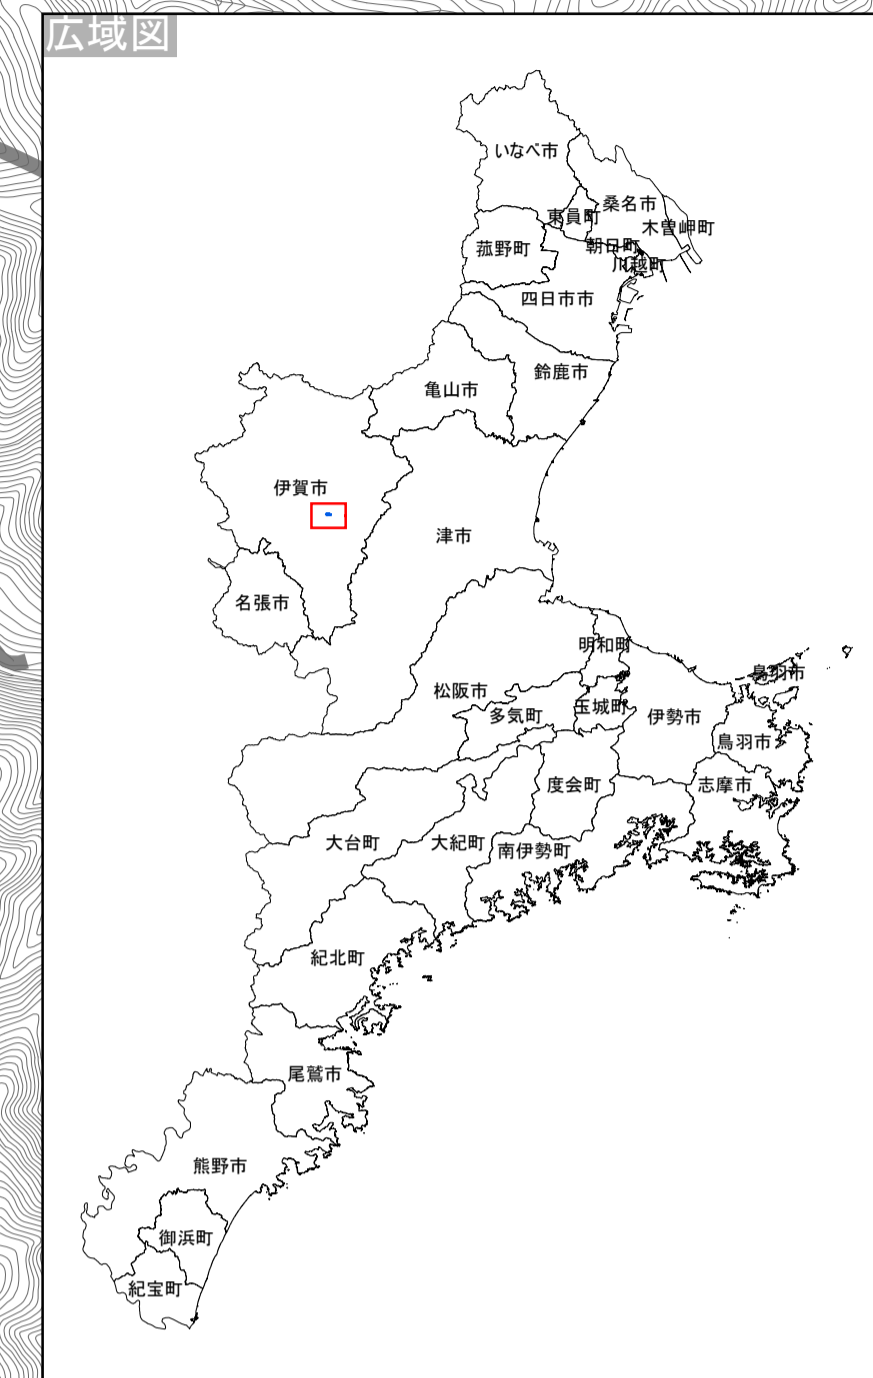 広域図
いなべ市
桑名市
東員町
木曽岬町
菰野町
朝日町
川越町
四日市市
鈴鹿市
亀山市
伊賀市
津市
名張市
明和町
鳥羽市
松阪市
玉城町
多気町
伊勢市
鳥羽市
度会町
志摩市
大台町
大紀町
南伊勢町
紀北町
尾鷲市
熊野市
御浜町
紀宝町